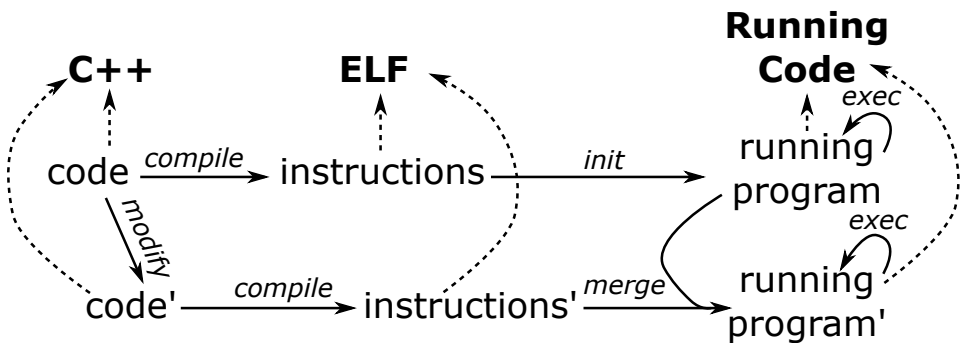 Running
C++ ELF Code
exec
code compile instructions init running
program
modify
exec
code' compile instructions' merge running
program'